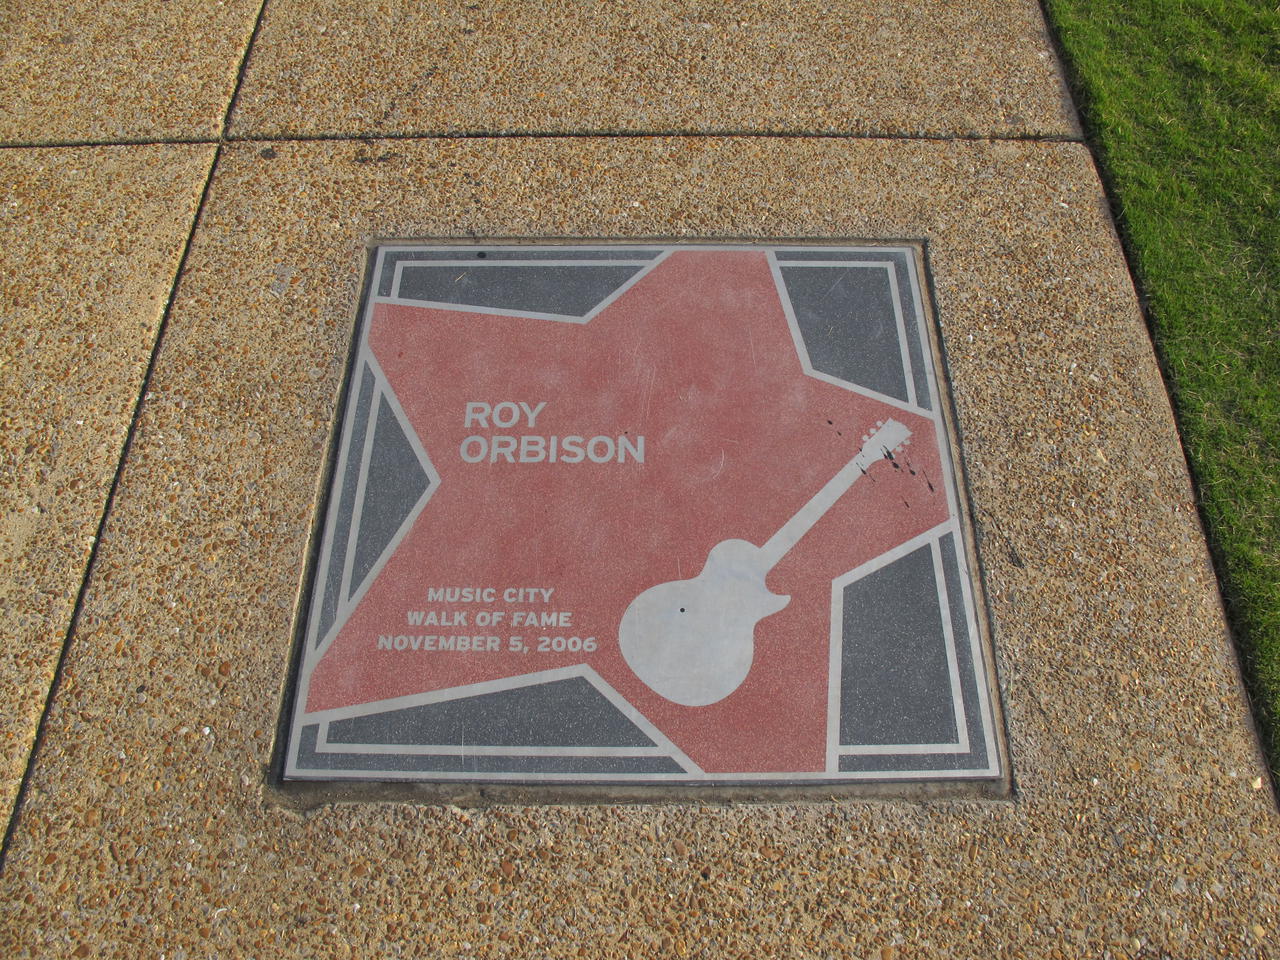 ROY
ORBISON
MUSIC CITY
WALK OF FAME
NOVEMBER 5, 2006